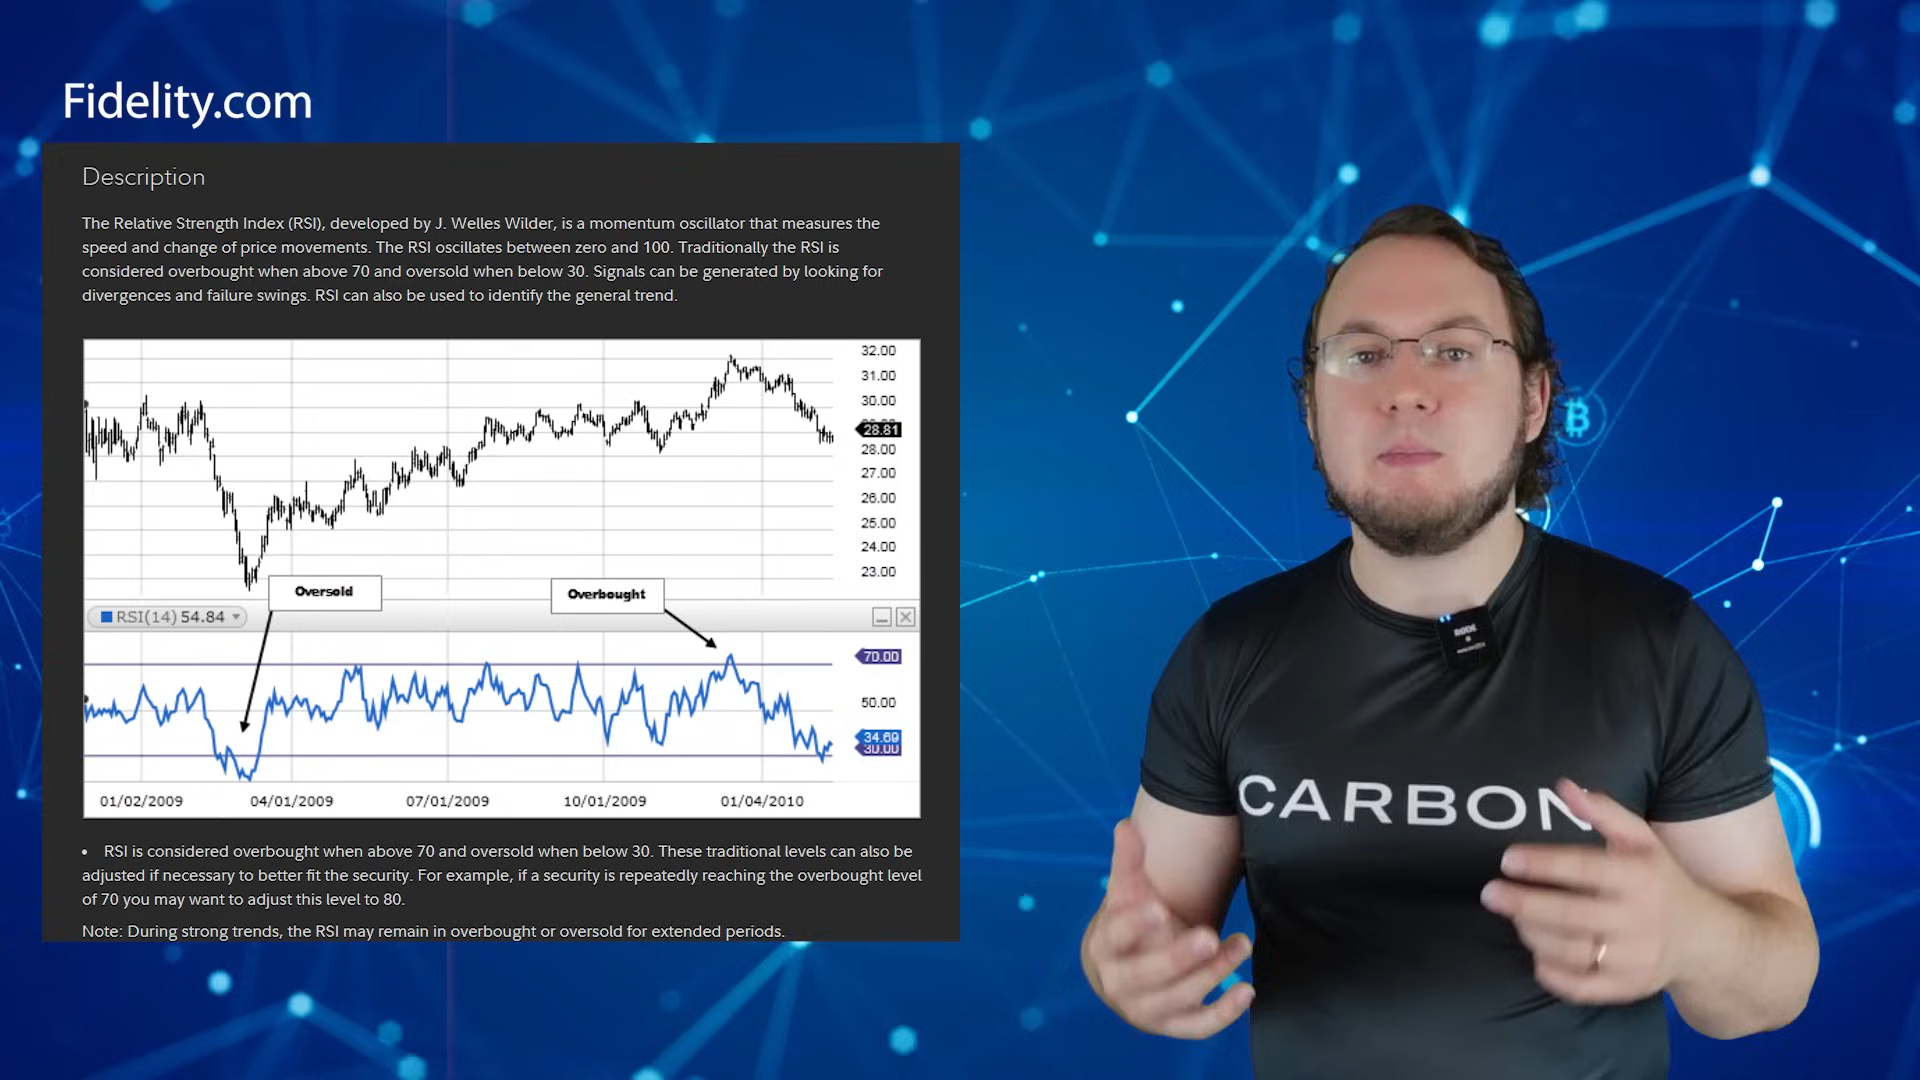 Fidelity.com
Description
The Relative Strength Index (RSI), developed by J. Welles Wilder, is a momentum oscillator that measures the
speed and change of price movements. The RSI oscillates between zero and 100. Traditionally the RSI is
considered overbought when above 70 and oversold when below 30. Signals can be generated by looking for
divergences and failure swings. RSI can also be used to identify the general trend.
32.00
31.00
30.00
28.81
28.00
27.00
26.00
25.00
24.00
23.00
Oversold
Overbought
RSI(14) 54.84
70.00
50.00
34.69
30.00
01/02/2009 04/01/2009 07/01/2009 10/01/2009 01/04/2010
• RSI is considered overbought when above 70 and oversold when below 30. These traditional levels can also be
adjusted if necessary to better fit the security. For example, if a security is repeatedly reaching the overbought level
of 70 you may want to adjust this level to 80.
Note: During strong trends, the RSI may remain in overbought or oversold for extended periods.
RODE
CARBON